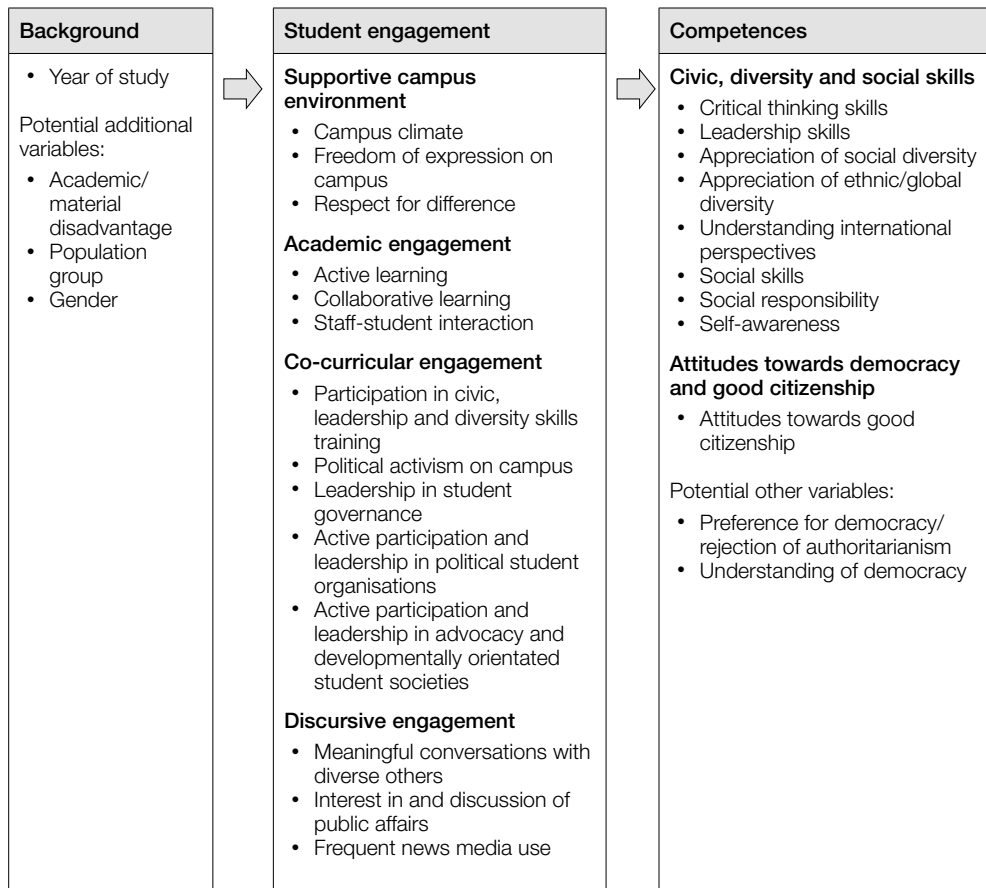 Background
• Year of study
Potential additional
variables:
• Academic/
material
disadvantage
• Population
group
• Gender
Student engagement
Supportive campus
environment
• Campus climate
• Freedom of expression on
campus
• Respect for difference
Academic engagement
• Active learning
• Collaborative learning
• Staff-student interaction
Co-curricular engagement
• Participation in civic,
leadership and diversity skills
training
• Political activism on campus
• Leadership in student
governance
• Active participation and
leadership in political student
organisations
• Active participation and
leadership in advocacy and
developmentally orientated
student societies
Discursive engagement
• Meaningful conversations with
diverse others
• Interest in and discussion of
public affairs
• Frequent news media use
Competences
Civic, diversity and social skills
• Critical thinking skills
• Leadership skills
• Appreciation of social diversity
• Appreciation of ethnic/global
diversity
• Understanding international
perspectives
• Social skills
• Social responsibility
• Self-awareness
Attitudes towards democracy
and good citizenship
• Attitudes towards good
citizenship
Potential other variables:
• Preference for democracy/
rejection of authoritarianism
• Understanding of democracy